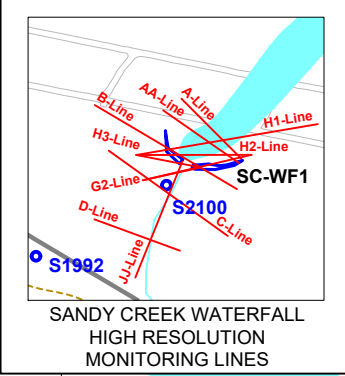 A-Line
AA-Line
B-Line
H1-Line
H3-Line
H2-Line
SC-WF1
G2-Line
S2100
D-Line
C-Line
JJ-Line
S1992
SANDY CREEK WATERFALL
HIGH RESOLUTION
MONITORING LINES